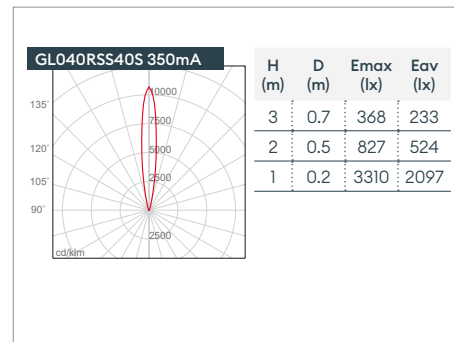 GL040RSS40S 350mA
10000
7500
5000
2500
2500
135°
120°
105°
90°
cd/klm
H (m) D (m) Emax (lx) Eav (lx)
3 0.7 368 233
2 0.5 827 524
1 0.2 3310 2097